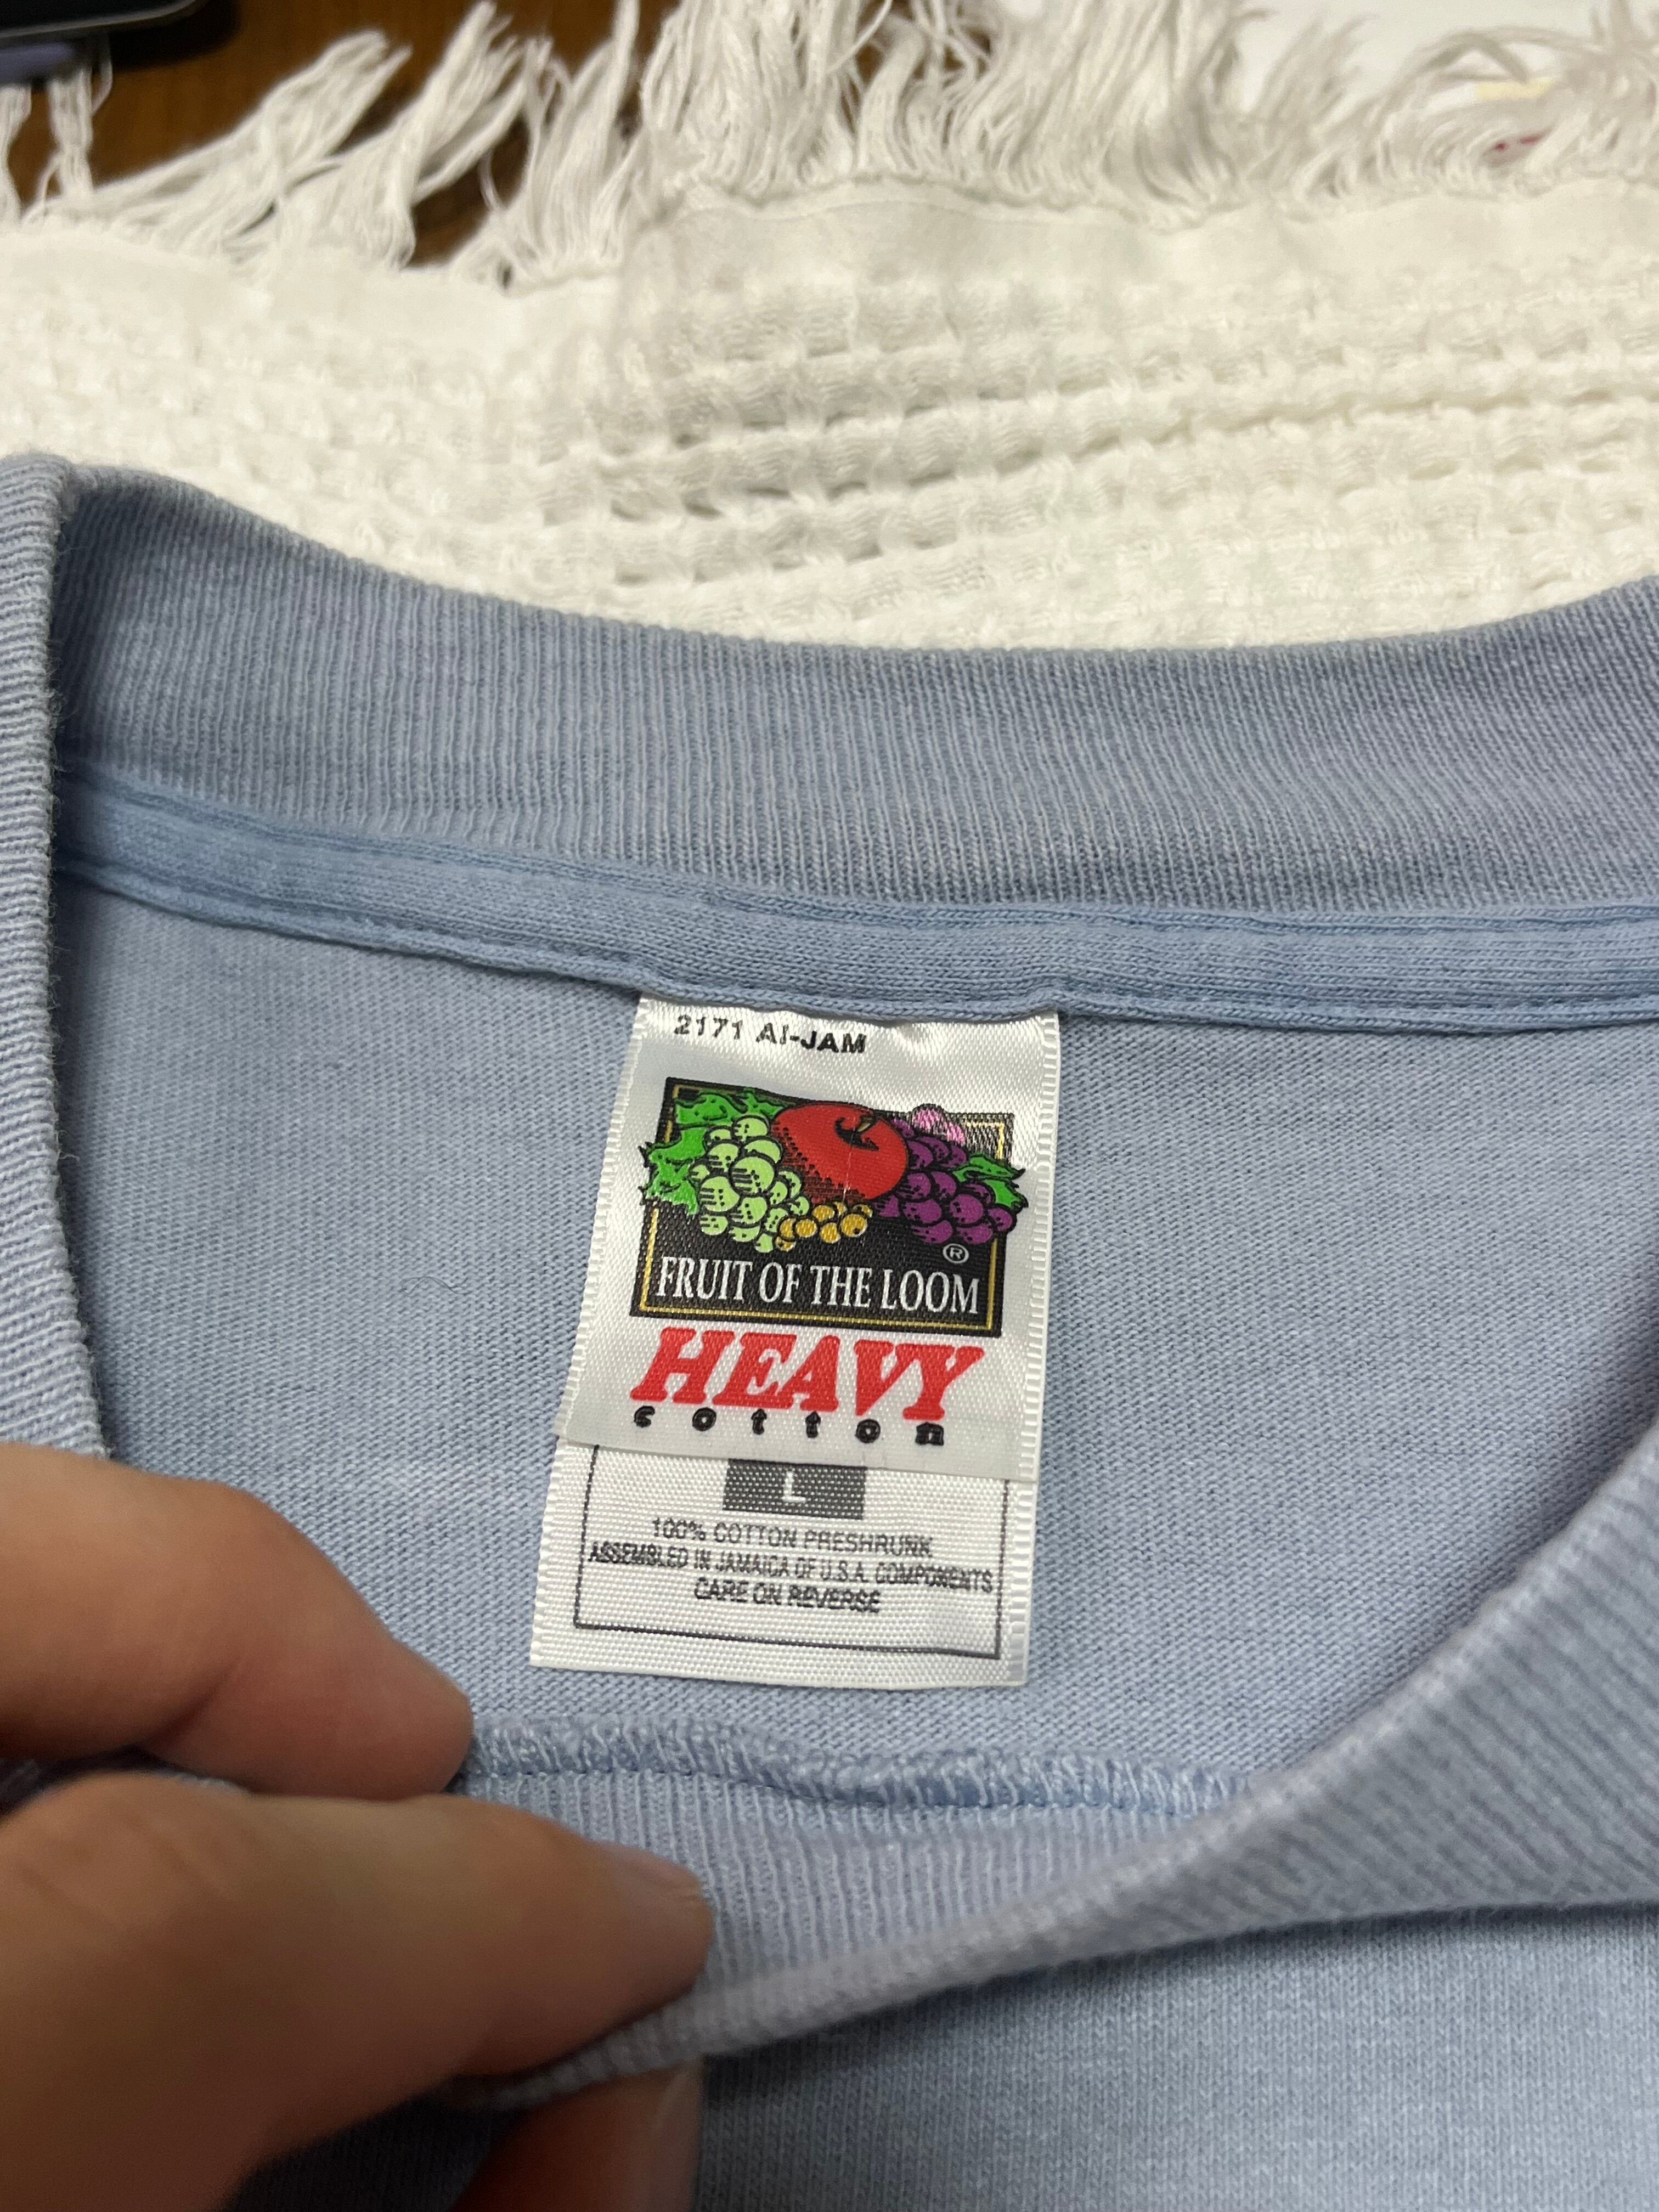 2171 AI-JAM
®
FRUIT OF THE LOOM
HEAVY
cotton
L
100% COTTON PRESHRUNK
ASSEMBLED IN JAMAICA OF U.S.A. COMPONENTS
CARE ON REVERSE